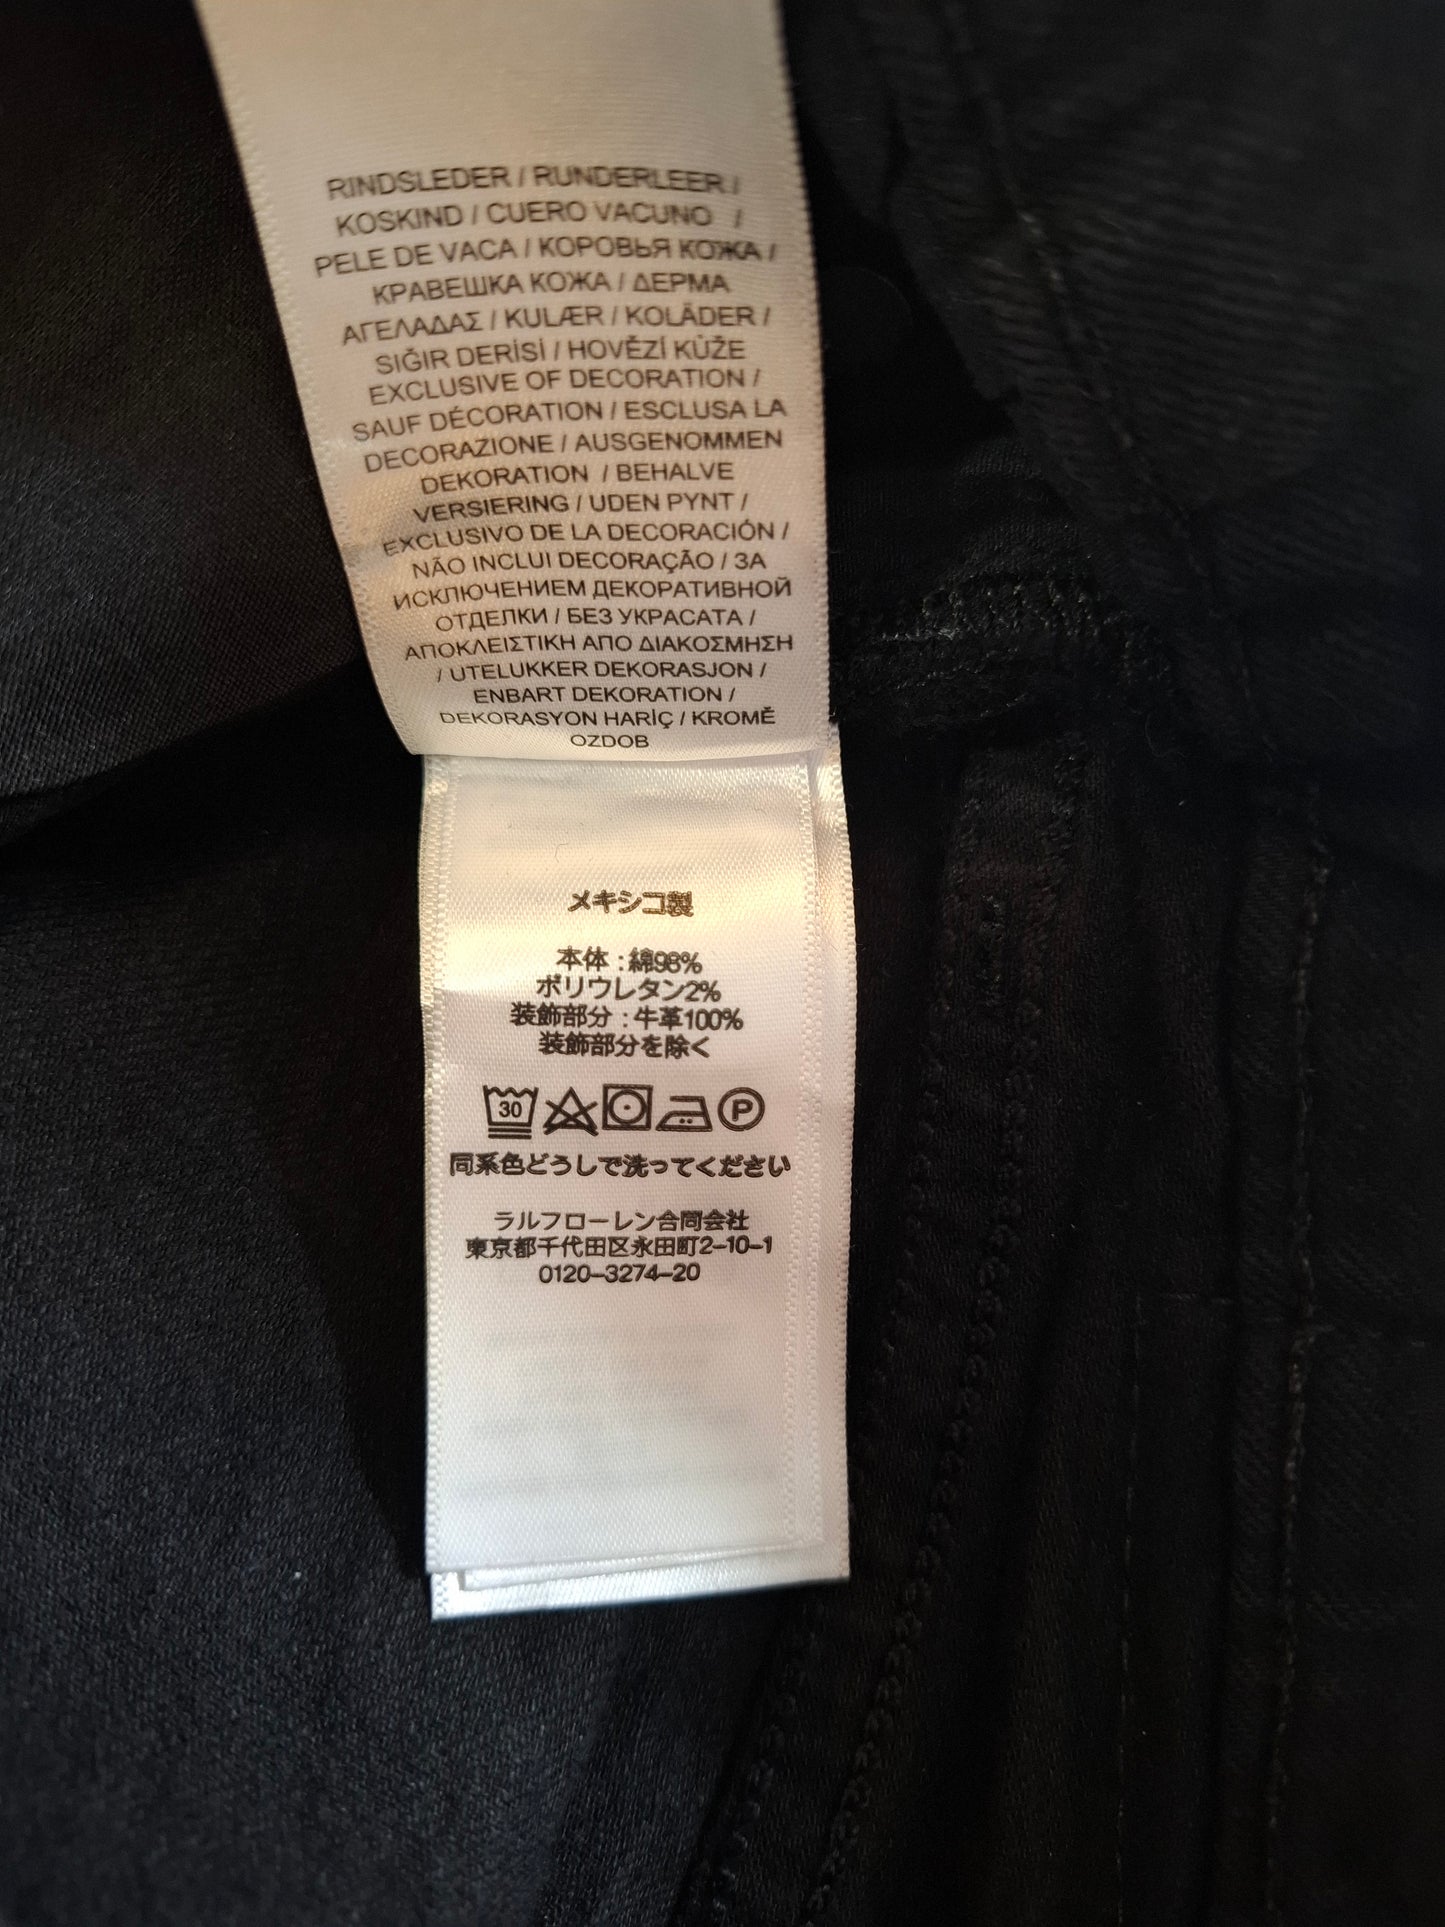 RINDSLEDER / RUNDERLEER /
KOSKIND / CUERO VACUNO /
PELE DE VACA / КОРОВЬЯ КОЖА /
КРАВЕШКА КОЖА / ΔΕΡΜΑ
ΑΓΕΛΑΔΑΣ / KULÆR / KOLÄDER /
SIĞIR DERİSİ / HOVĚZÍ KŮŽE
EXCLUSIVE OF DECORATION /
SAUF DÉCORATION / ESCLUSA LA
DECORAZIONE / AUSGENOMMEN
DEKORATION / BEHALVE
VERSIERING / UDEN PYNT /
EXCLUSIVO DE LA DECORACIÓN /
NÃO INCLUI DECORAÇÃO / ЗА
ИСКЛЮЧЕНИЕМ ДЕКОРАТИВНОЙ
ОТДЕЛКИ / БЕЗ УКРАСАТА /
ΑΠΟΚΛΕΙΣΤΙΚΗ ΑΠΟ ΔΙΑΚΟΣΜΗΣΗ
/ UTELUKKER DEKORASJON /
ENBART DEKORATION /
DEKORASYON HARİÇ / KROMĚ
OZDOB
メキシコ製
本体 : 綿98%
ポリウレタン2%
装飾部分 : 牛革100%
装飾部分を除く
30 P
同系色どうしで洗ってください
ラルフローレン合同会社
東京都千代田区永田町2-10-1
0120-3274-20